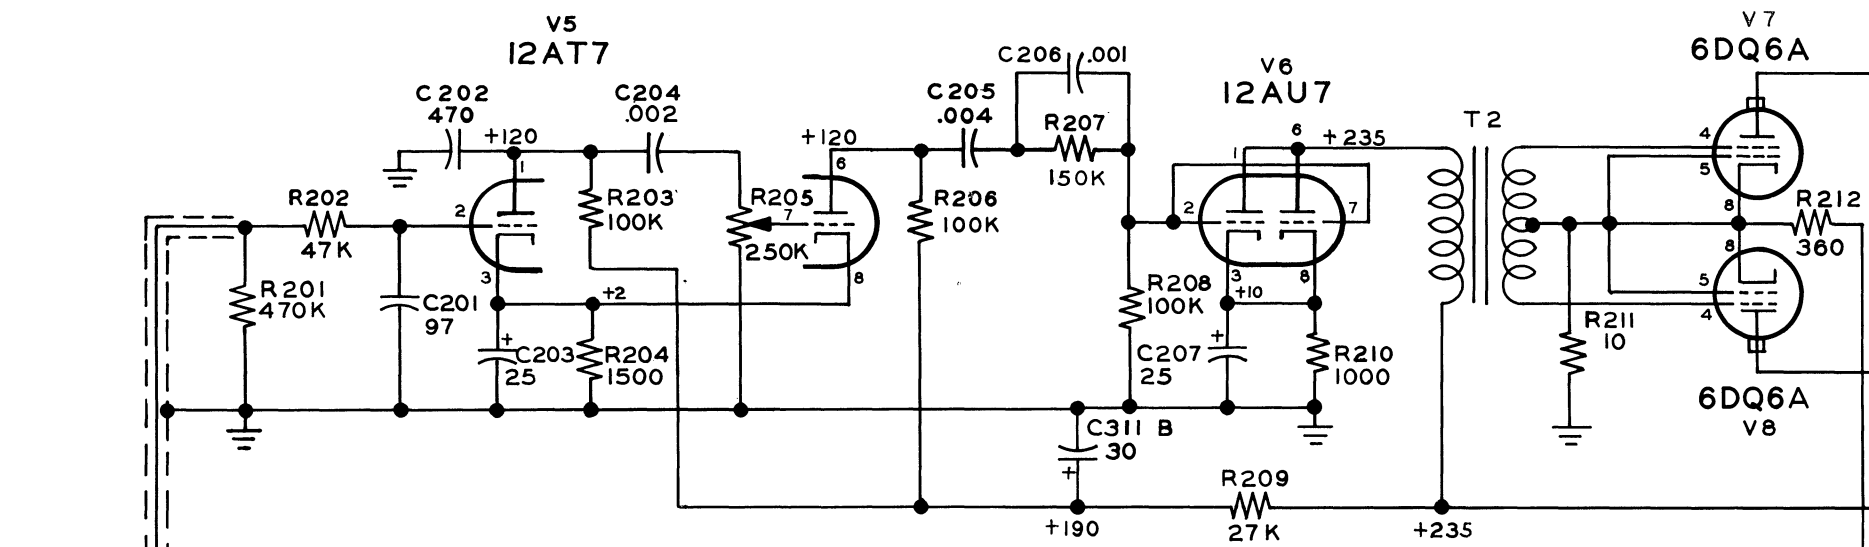 V5
12AT7
C202
470
+120
1
C204
.002
R202
47K
2
3
R203
100K
R205
7
250K
+120
6
8
C205
.004
C206
.001
R207
150K
R206
100K
V6
12AU7
6
+235
1
2
7
3
8
+10
T2
V7
6DQ6A
4
5
8
R212
360
8
5
4
6DQ6A
V8
R201
470K
C201
97
+2
+
C203
25
R204
1500
R208
100K
+
C207
25
R210
1000
R211
10
C311 B
30
+
+190
R209
27K
+235